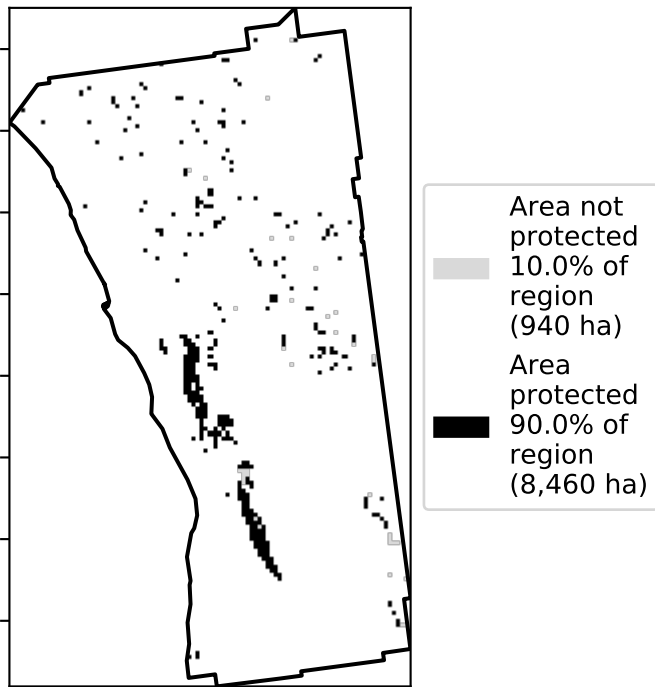 Area not
protected
10.0% of
region
(940 ha)
Area
protected
90.0% of
region
(8,460 ha)